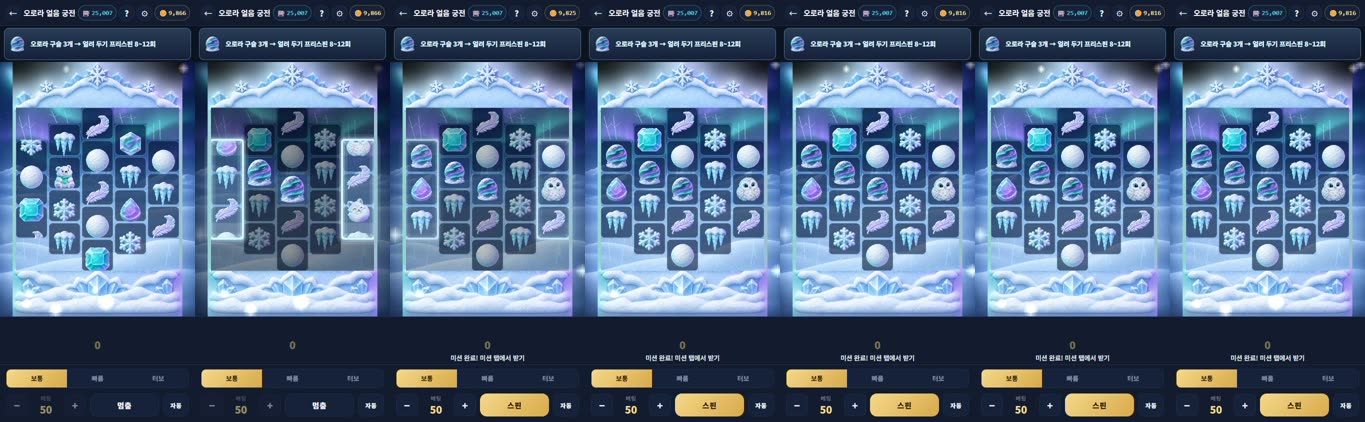 ← 오로라 얼음 궁전 25,007 ? 9,866
오로라 구슬 3개 → 얼려 두기 프리스핀 8~12회
0
보통 빠름 터보
베팅
− 50 + 멈춤 자동
← 오로라 얼음 궁전 25,007 ? 9,866
오로라 구슬 3개 → 얼려 두기 프리스핀 8~12회
0
보통 빠름 터보
베팅
− 50 + 멈춤 자동
← 오로라 얼음 궁전 25,007 ? 9,825
오로라 구슬 3개 → 얼려 두기 프리스핀 8~12회
0
미션 완료! 미션 탭에서 받기
보통 빠름 터보
베팅
− 50 + 스핀 자동
← 오로라 얼음 궁전 25,007 ? 9,816
오로라 구슬 3개 → 얼려 두기 프리스핀 8~12회
0
미션 완료! 미션 탭에서 받기
보통 빠름 터보
베팅
− 50 + 스핀 자동
← 오로라 얼음 궁전 25,007 ? 9,816
오로라 구슬 3개 → 얼려 두기 프리스핀 8~12회
0
미션 완료! 미션 탭에서 받기
보통 빠름 터보
베팅
− 50 + 스핀 자동
← 오로라 얼음 궁전 25,007 ? 9,816
오로라 구슬 3개 → 얼려 두기 프리스핀 8~12회
0
미션 완료! 미션 탭에서 받기
보통 빠름 터보
베팅
− 50 + 스핀 자동
← 오로라 얼음 궁전 25,007 ? 9,816
오로라 구슬 3개 → 얼려 두기 프리스핀 8~12회
0
미션 완료! 미션 탭에서 받기
보통 빠름 터보
베팅
− 50 + 스핀 자동